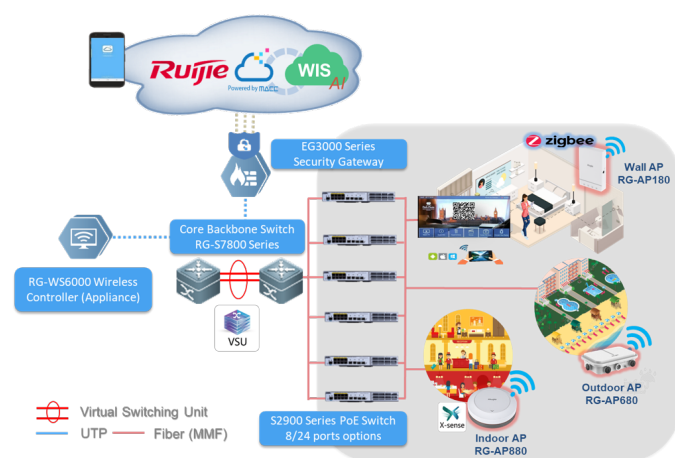 Ruijie
Powered by MACC
WIS
AI
EG3000 Series
Security Gateway
zigbee
Wall AP
RG-AP180
Core Backbone Switch
RG-S7800 Series
RG-WS6000 Wireless
Controller (Appliance)
VSU
Outdoor AP
RG-AP680
Virtual Switching Unit
UTP
Fiber (MMF)
S2900 Series PoE Switch
8/24 ports options
X-sense
Indoor AP
RG-AP880